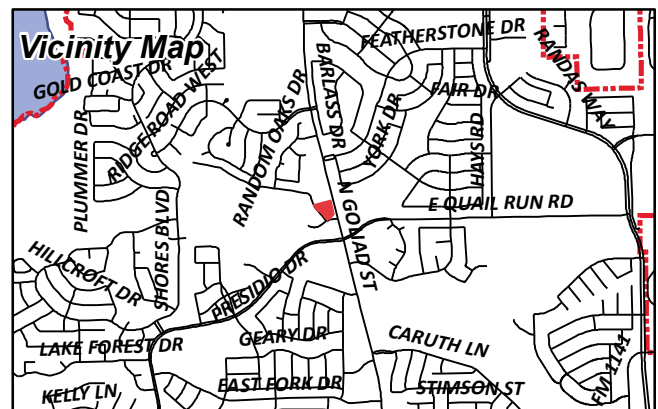 Vicinity Map
FEATHERSTONE DR
GOLD COAST DR
RIDGE ROAD WEST
BARLASS DR
RANDAS WAY
FAIR DR
PLUMMER DR
RANDOM OAKS DR
YORK DR
HAYS RD
SHORES BLVD
N GOLIAD ST
E QUAIL RUN RD
HILLCROFT DR
PRESIDIO DR
LAKE FOREST DR
GEARY DR
CARUTH LN
FM 1141
KELLY LN
EAST FORK DR
STIMSON ST